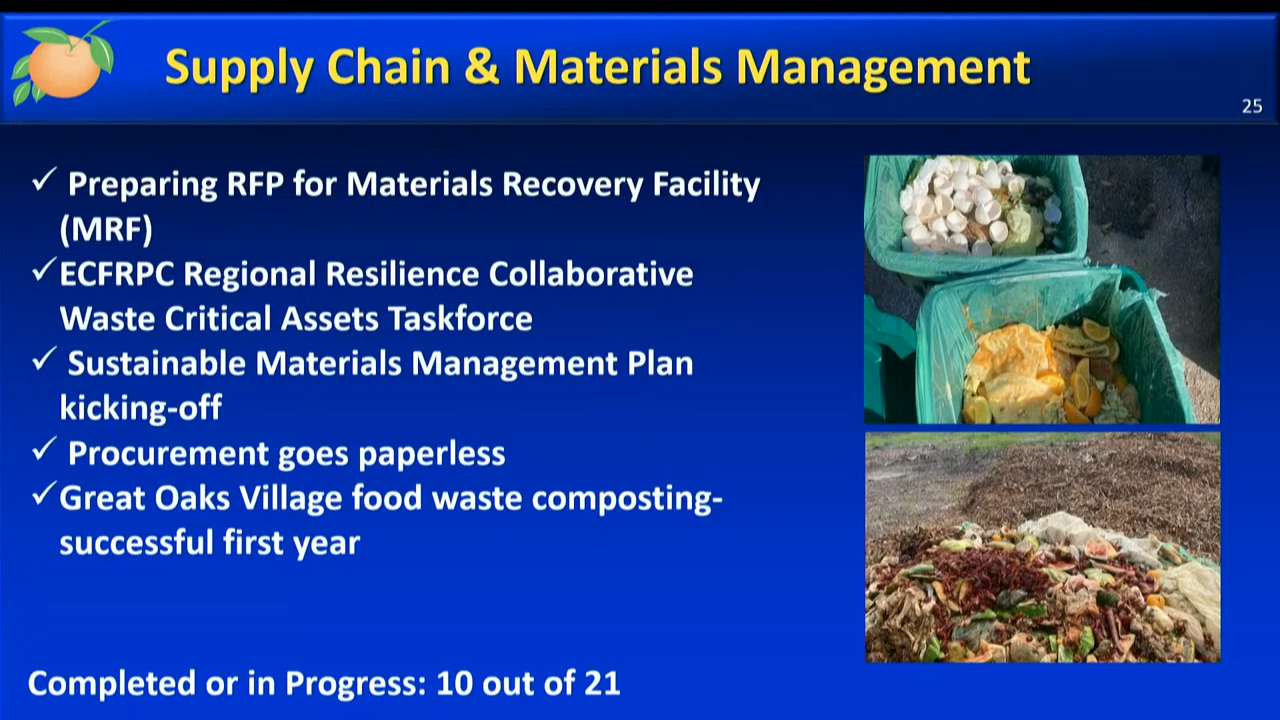 Supply Chain & Materials Management
25
✓ Preparing RFP for Materials Recovery Facility
(MRF)
✓ECFRPC Regional Resilience Collaborative
Waste Critical Assets Taskforce
✓ Sustainable Materials Management Plan
kicking-off
✓ Procurement goes paperless
✓Great Oaks Village food waste composting-
successful first year
Completed or in Progress: 10 out of 21